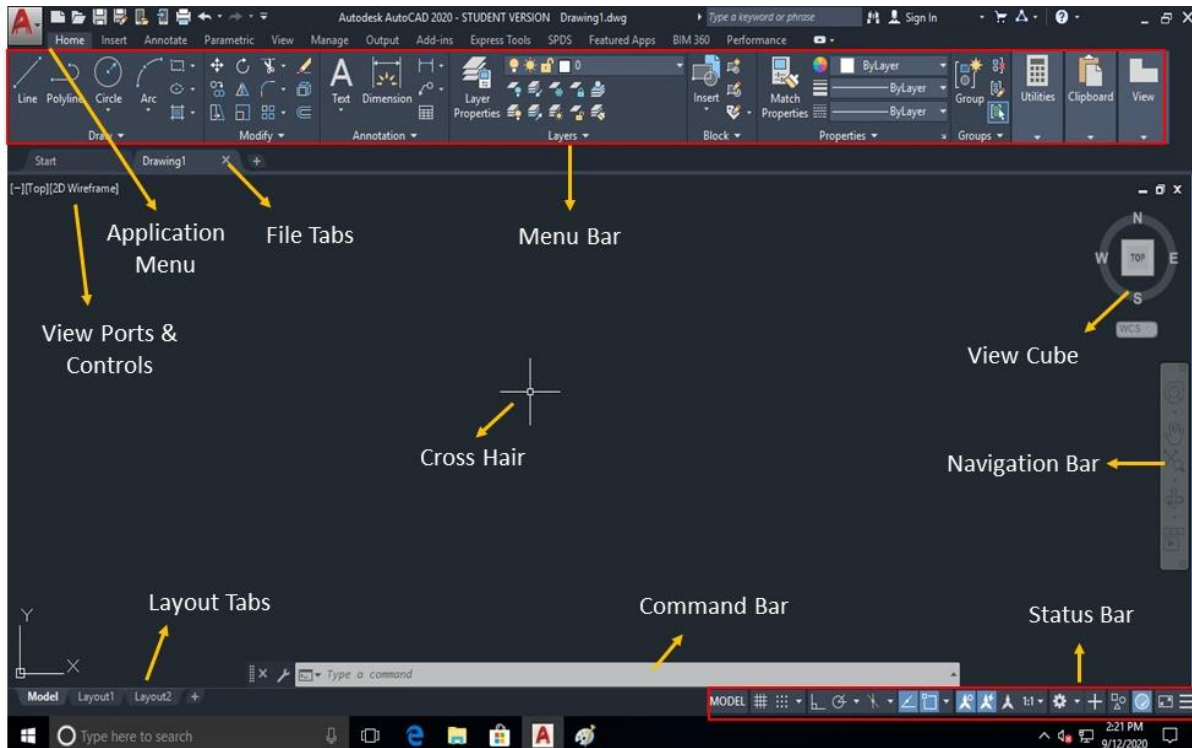 Autodesk AutoCAD 2020 - STUDENT VERSION Drawing1.dwg Type a keyword or phrase Sign In
Home Insert Annotate Parametric View Manage Output Add-ins Express Tools SPDS Featured Apps BIM 360 Performance
0 ByLayer
Line Polyline Circle Arc Text Dimension Layer Properties Insert Match Properties ByLayer Group Utilities Clipboard View
ByLayer
Draw Modify Annotation Layers Block Properties Groups
Start Drawing1
[−][Top][2D Wireframe]
N
Application Menu
File Tabs
Menu Bar
W TOP E
S
WCS
View Ports & Controls
View Cube
Cross Hair
Navigation Bar
Layout Tabs
Command Bar
Status Bar
Y
X
Type a command
Model Layout1 Layout2
MODEL 1:1
Type here to search
2:21 PM
9/12/2020